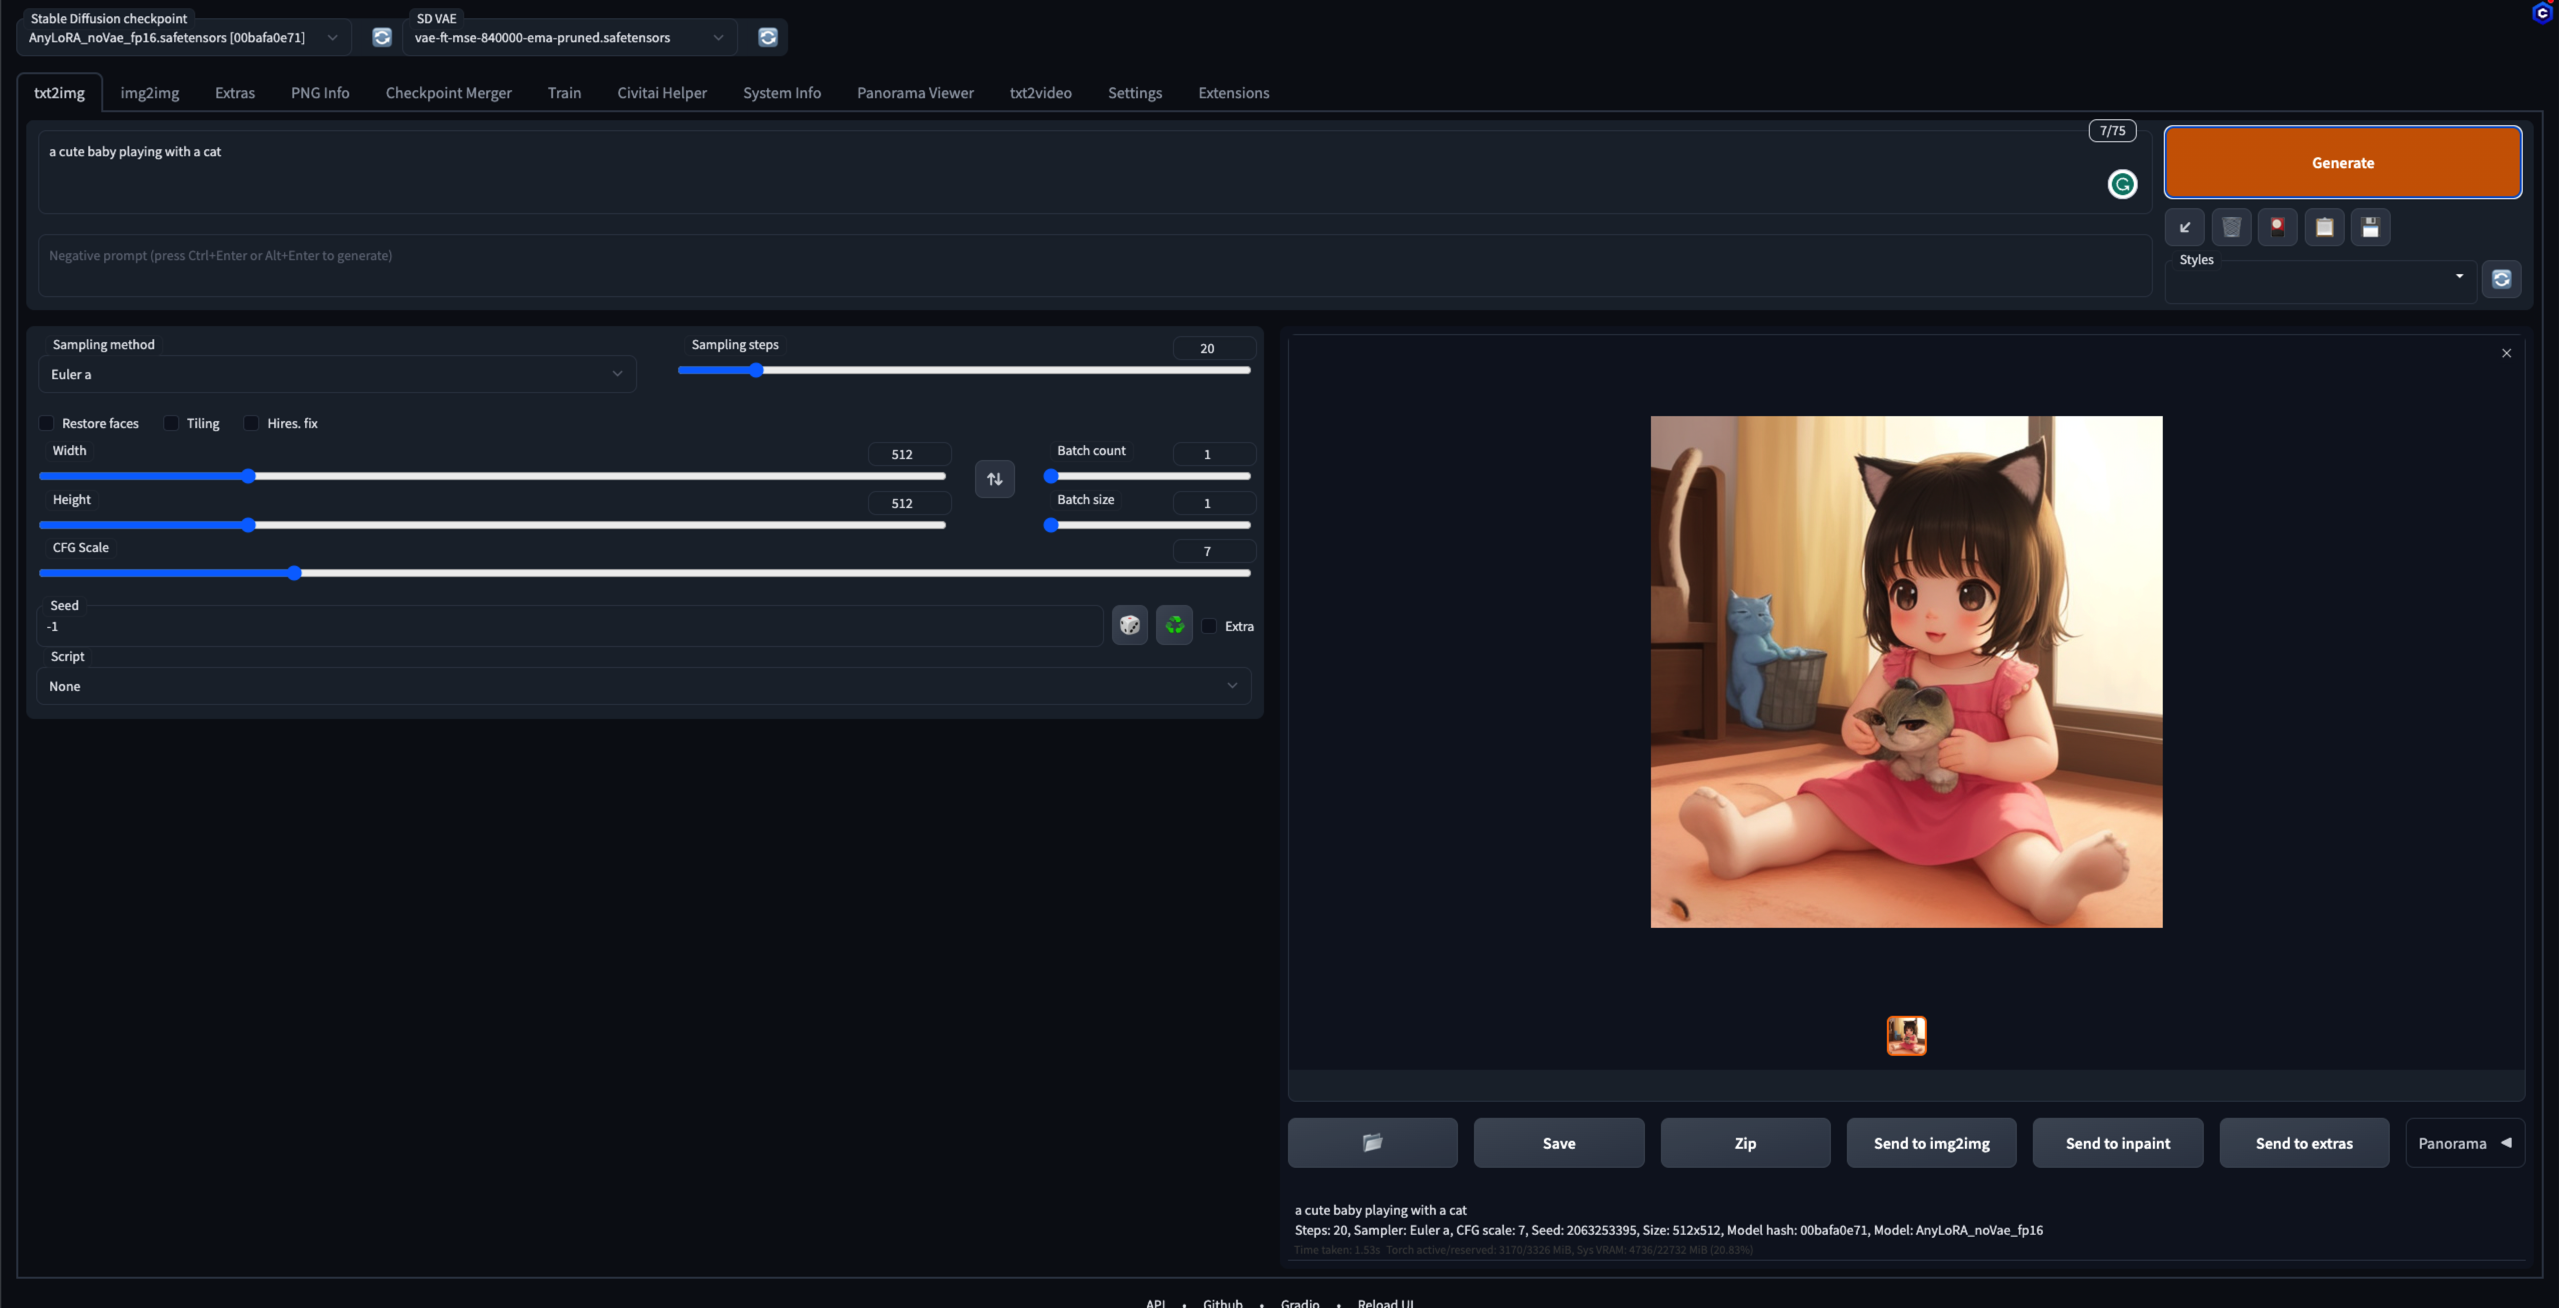 Stable Diffusion checkpoint
AnyLoRA_noVae_fp16.safetensors [00bafa0e71]
SD VAE
vae-ft-mse-840000-ema-pruned.safetensors
txt2img img2img Extras PNG Info Checkpoint Merger Train Civitai Helper System Info Panorama Viewer txt2video Settings Extensions
7/75
a cute baby playing with a cat
Generate
Negative prompt (press Ctrl+Enter or Alt+Enter to generate)
Styles
Sampling method
Euler a
Sampling steps
20
Restore faces Tiling Hires. fix
Width
512
Batch count
1
Height
512
Batch size
1
CFG Scale
7
Seed
-1
Extra
Script
None
Save Zip Send to img2img Send to inpaint Send to extras Panorama
a cute baby playing with a cat
Steps: 20, Sampler: Euler a, CFG scale: 7, Seed: 2063253395, Size: 512x512, Model hash: 00bafa0e71, Model: AnyLoRA_noVae_fp16
Time taken: 1.53s Torch active/reserved: 3170/3326 MiB, Sys VRAM: 4736/22732 MiB (20.83%)
API • Github • Gradio • Reload UI